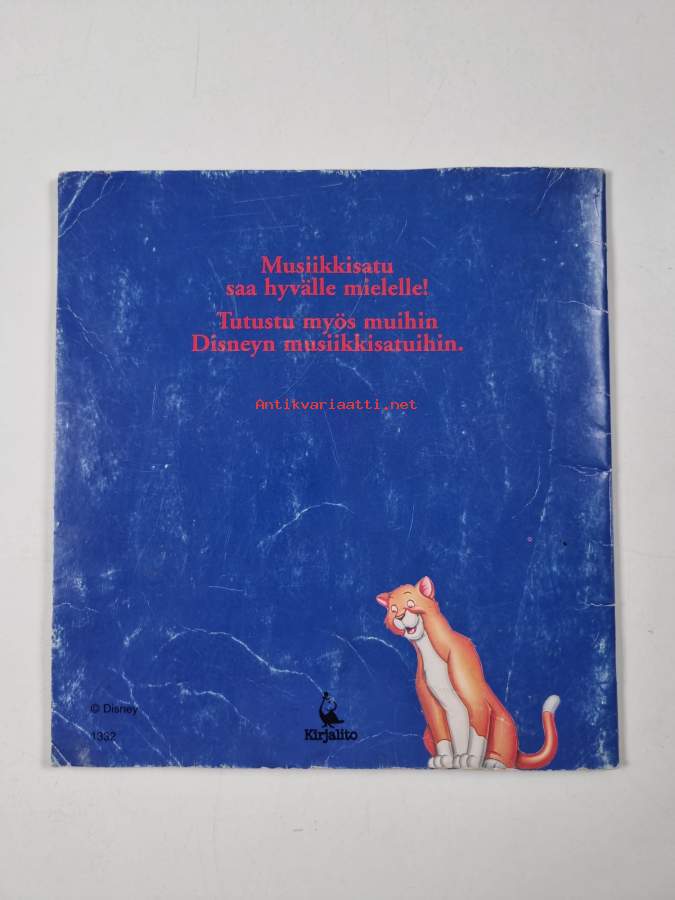 Musiikkisatu
saa hyvälle mielelle!
Tutustu myös muihin
Disneyn musiikkisatuihin.
Antikvariaatti.net
© Disney
1332
Kirjalito